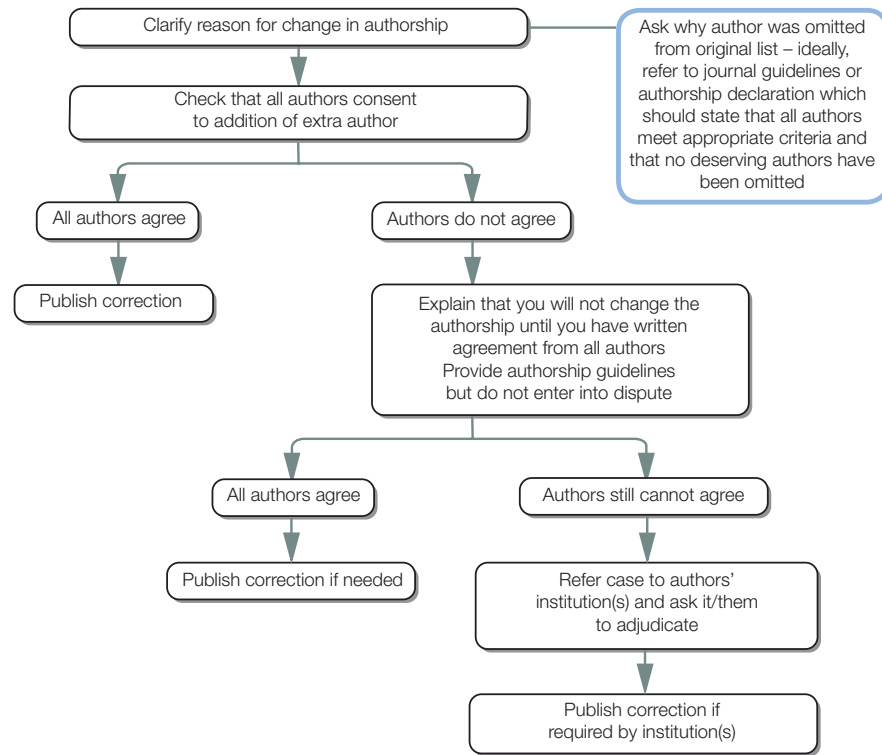 Clarify reason for change in authorship
Ask why author was omitted
from original list – ideally,
refer to journal guidelines or
authorship declaration which
should state that all authors
meet appropriate criteria and
that no deserving authors have
been omitted
Check that all authors consent
to addition of extra author
All authors agree
Authors do not agree
Publish correction
Explain that you will not change the
authorship until you have written
agreement from all authors
Provide authorship guidelines
but do not enter into dispute
All authors agree
Authors still cannot agree
Publish correction if needed
Refer case to authors’
institution(s) and ask it/them
to adjudicate
Publish correction if
required by institution(s)